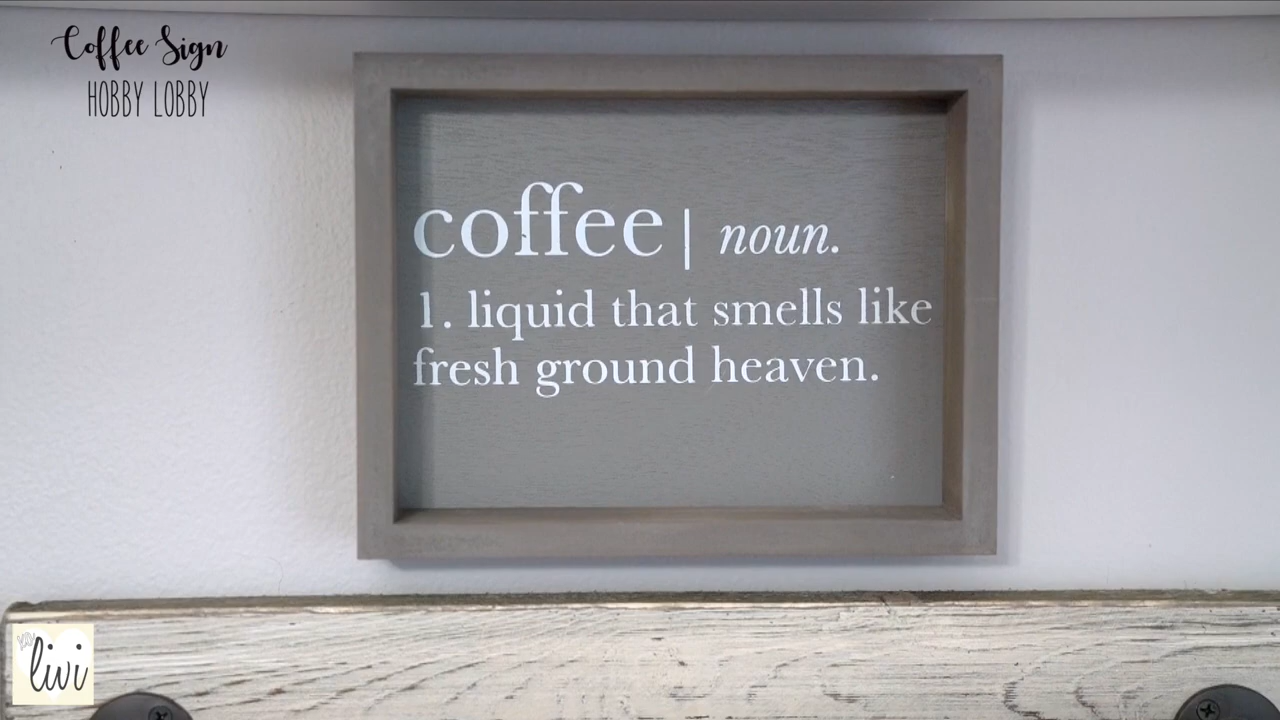 Coffee Sign
HOBBY LOBBY
coffee | noun.
1. liquid that smells like
fresh ground heaven.
livi